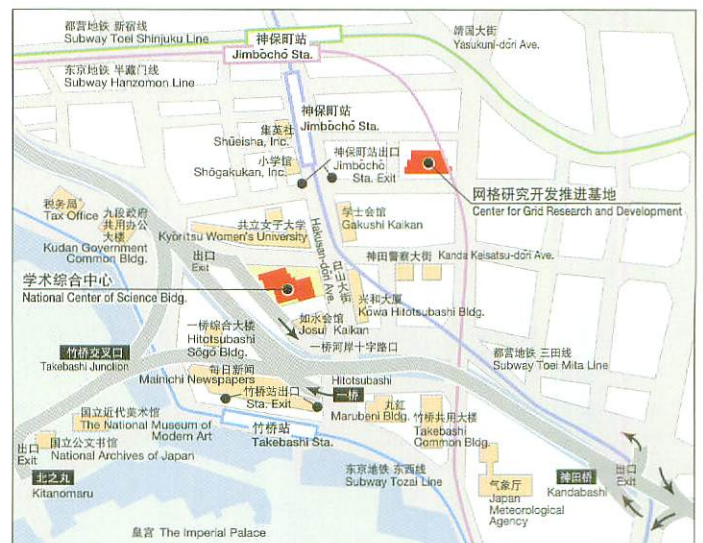 都营地铁 新宿线
Subway Toei Shinjuku Line
神保町站
Jimbōchō Sta.
靖国大街
Yasukuni-dōri Ave.
东京地铁 半藏门线
Subway Hanzomon Line
神保町站
Jimbōchō Sta.
集英社
Shūeisha, Inc.
小学馆
Shōgakukan, Inc.
神保町站出口
Jimbōchō
Sta. Exit
网格研究开发推进基地
Center for Grid Research and Development
税务局
Tax Office
九段政府
共用办公
大楼
Kudan Government
Common Bldg.
共立女子大学
Kyōritsu Women's University
学士会馆
Gakushi Kaikan
出口
Exit
白山大街
Hakusan-dōri Ave.
神田警察大街
Kanda Keisatsu-dōri Ave.
学术综合中心
National Center of Science Bldg.
兴和大厦
Kōwa Hitotsubashi Bldg.
如水会馆
Josui Kaikan
一桥综合大楼
Hitotsubashi
Sōgō Bldg.
一桥河岸十字路口
竹桥交叉口
Takebashi Junction
都营地铁 三田线
Subway Toei Mita Line
每日新闻
Mainichi Newspapers
Hitotsubashi
一桥
竹桥站出口
Sta. Exit
丸红
Marubeni Bldg.
竹桥共用大楼
Takebashi
Common Bldg.
国立近代美术馆
The National Museum of
Modern Art
竹桥站
Takebashi Sta.
国立公文书馆
National Archives of Japan
出口
Exit
北之丸
Kitanomaru
东京地铁 东西线
Subway Tozai Line
气象厅
Japan
Meteorological
Agency
神田桥
Kandabashi
出口
Exit
皇宫 The Imperial Palace